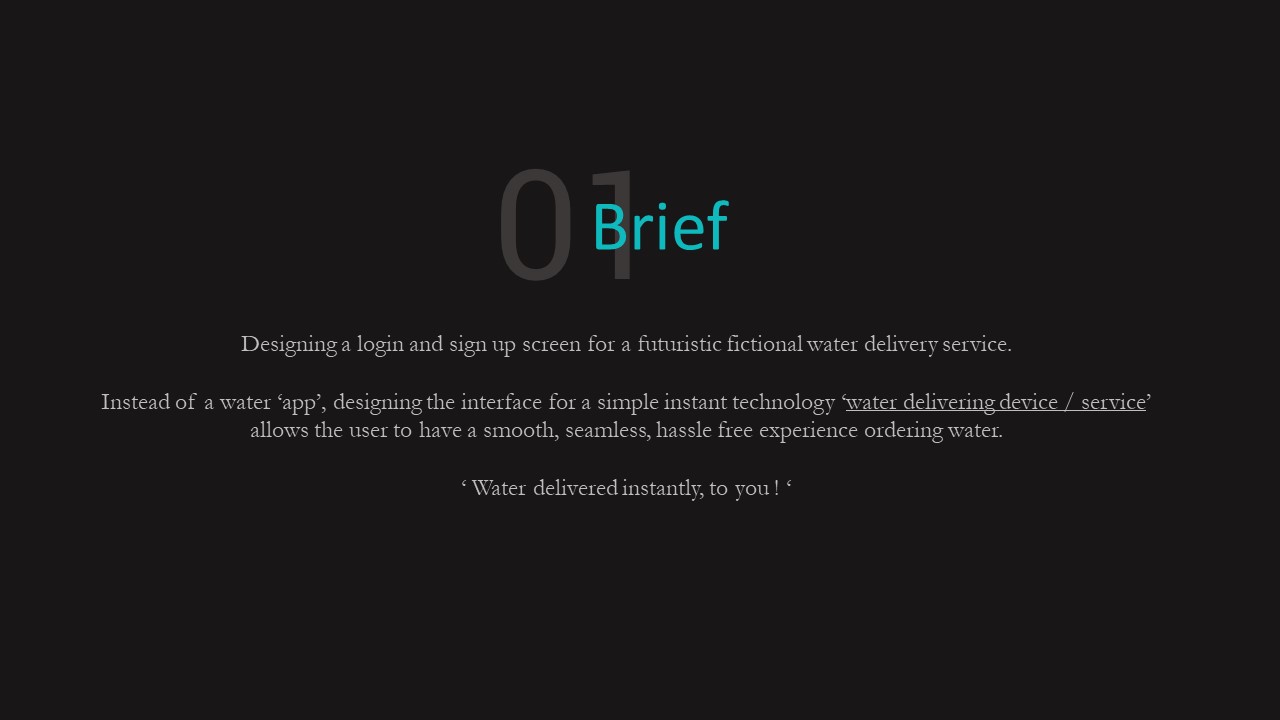 01
Brief
Designing a login and sign up screen for a futuristic fictional water delivery service.
Instead of a water ‘app’, designing the interface for a simple instant technology ‘water delivering device / service’
allows the user to have a smooth, seamless, hassle free experience ordering water.
‘ Water delivered instantly, to you ! ‘